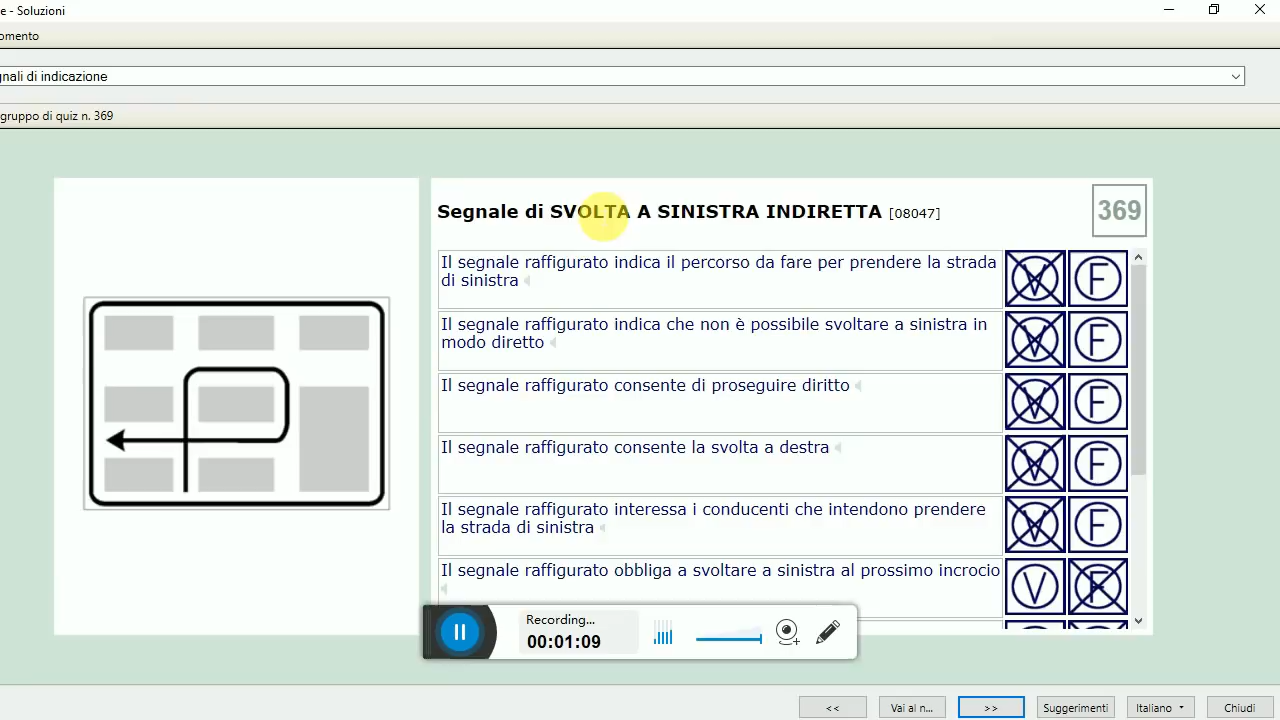 e - Soluzioni
omento
gnali di indicazione
gruppo di quiz n. 369
Segnale di SVOLTA A SINISTRA INDIRETTA [08047]
369
Il segnale raffigurato indica il percorso da fare per prendere la strada
di sinistra
V F
Il segnale raffigurato indica che non è possibile svoltare a sinistra in
modo diretto
V F
Il segnale raffigurato consente di proseguire diritto
V F
Il segnale raffigurato consente la svolta a destra
V F
Il segnale raffigurato interessa i conducenti che intendono prendere
la strada di sinistra
V F
Il segnale raffigurato obbliga a svoltare a sinistra al prossimo incrocio
V F
Recording...
00:01:09
<< Vai al n... >> Suggerimenti Italiano Chiudi